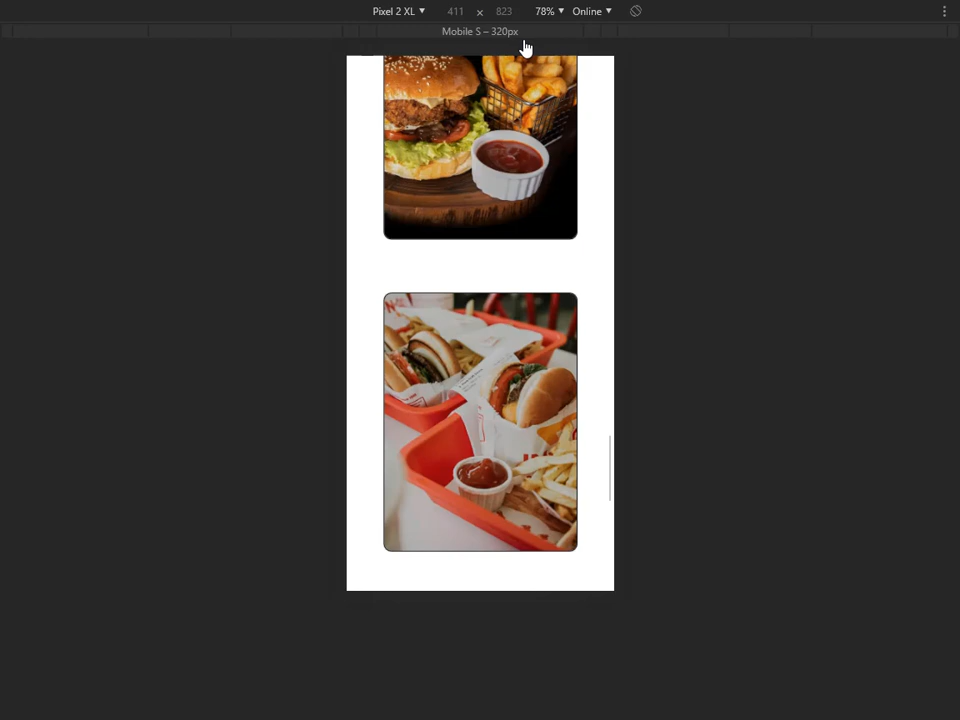 Pixel 2 XL ▼ 411 × 823 78% ▼ Online ▼
Mobile S – 320px